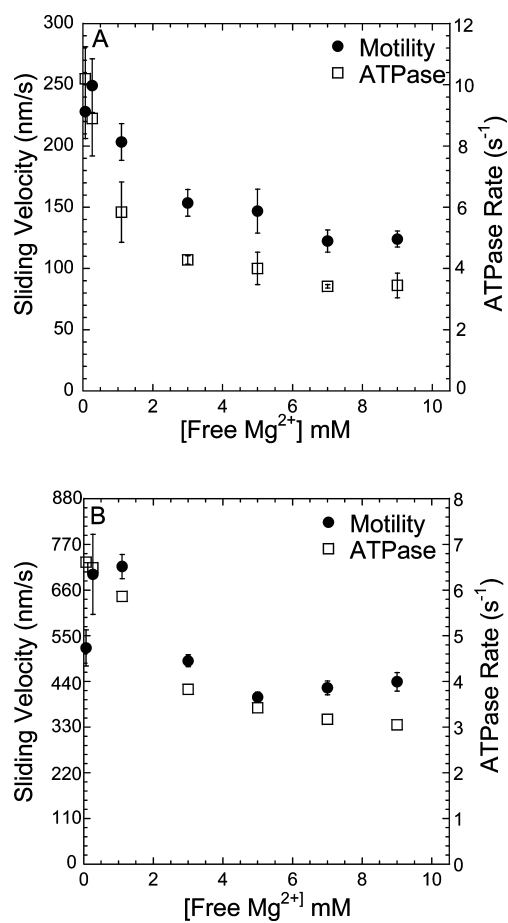 A
Motility
ATPase
300
250
200
150
100
50
0
Sliding Velocity (nm/s)
12
10
8
6
4
2
0
ATPase Rate (s-1)
0 2 4 6 8 10
[Free Mg2+] mM
B
Motility
ATPase
880
770
660
550
440
330
220
110
0
Sliding Velocity (nm/s)
8
7
6
5
4
3
2
1
0
ATPase Rate (s-1)
0 2 4 6 8 10
[Free Mg2+] mM